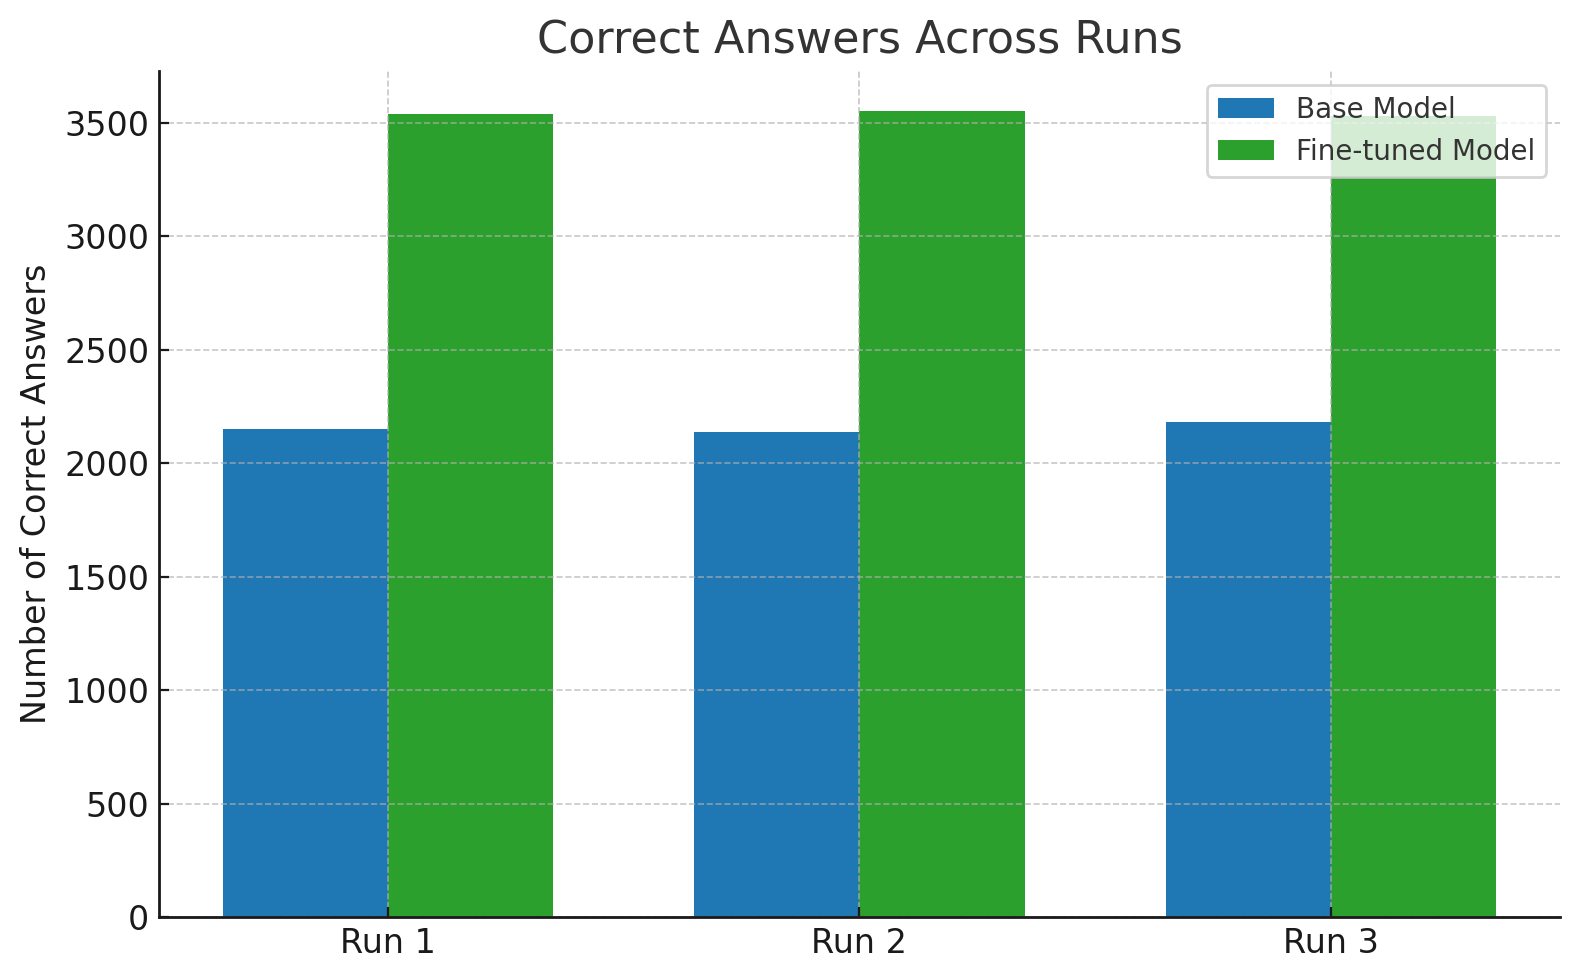 Correct Answers Across Runs
Number of Correct Answers
3500
3000
2500
2000
1500
1000
500
0
Base Model
Fine-tuned Model
Run 1
Run 2
Run 3